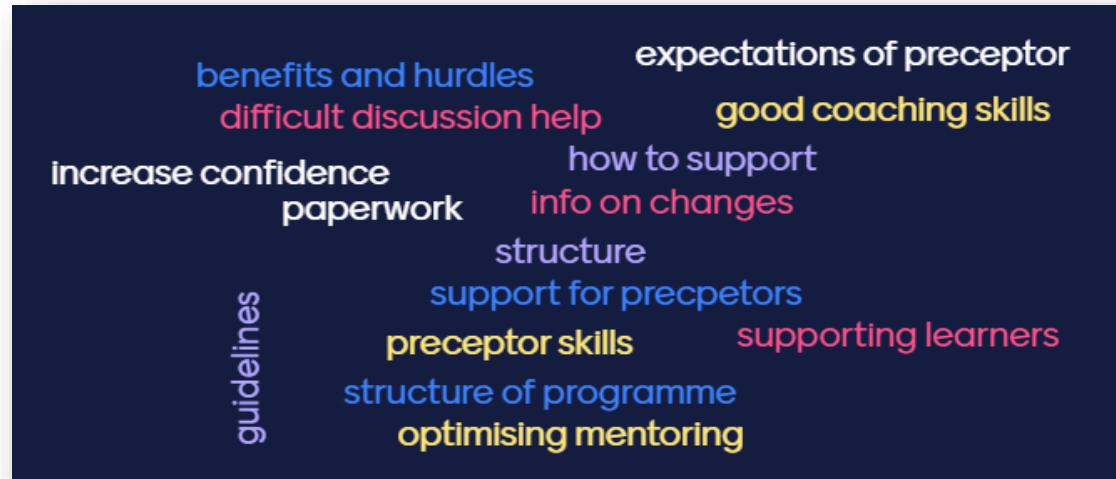 expectations of preceptor
benefits and hurdles
good coaching skills
difficult discussion help
how to support
increase confidence
info on changes
paperwork
structure
support for precpetors
supporting learners
preceptor skills
guidelines
structure of programme
optimising mentoring